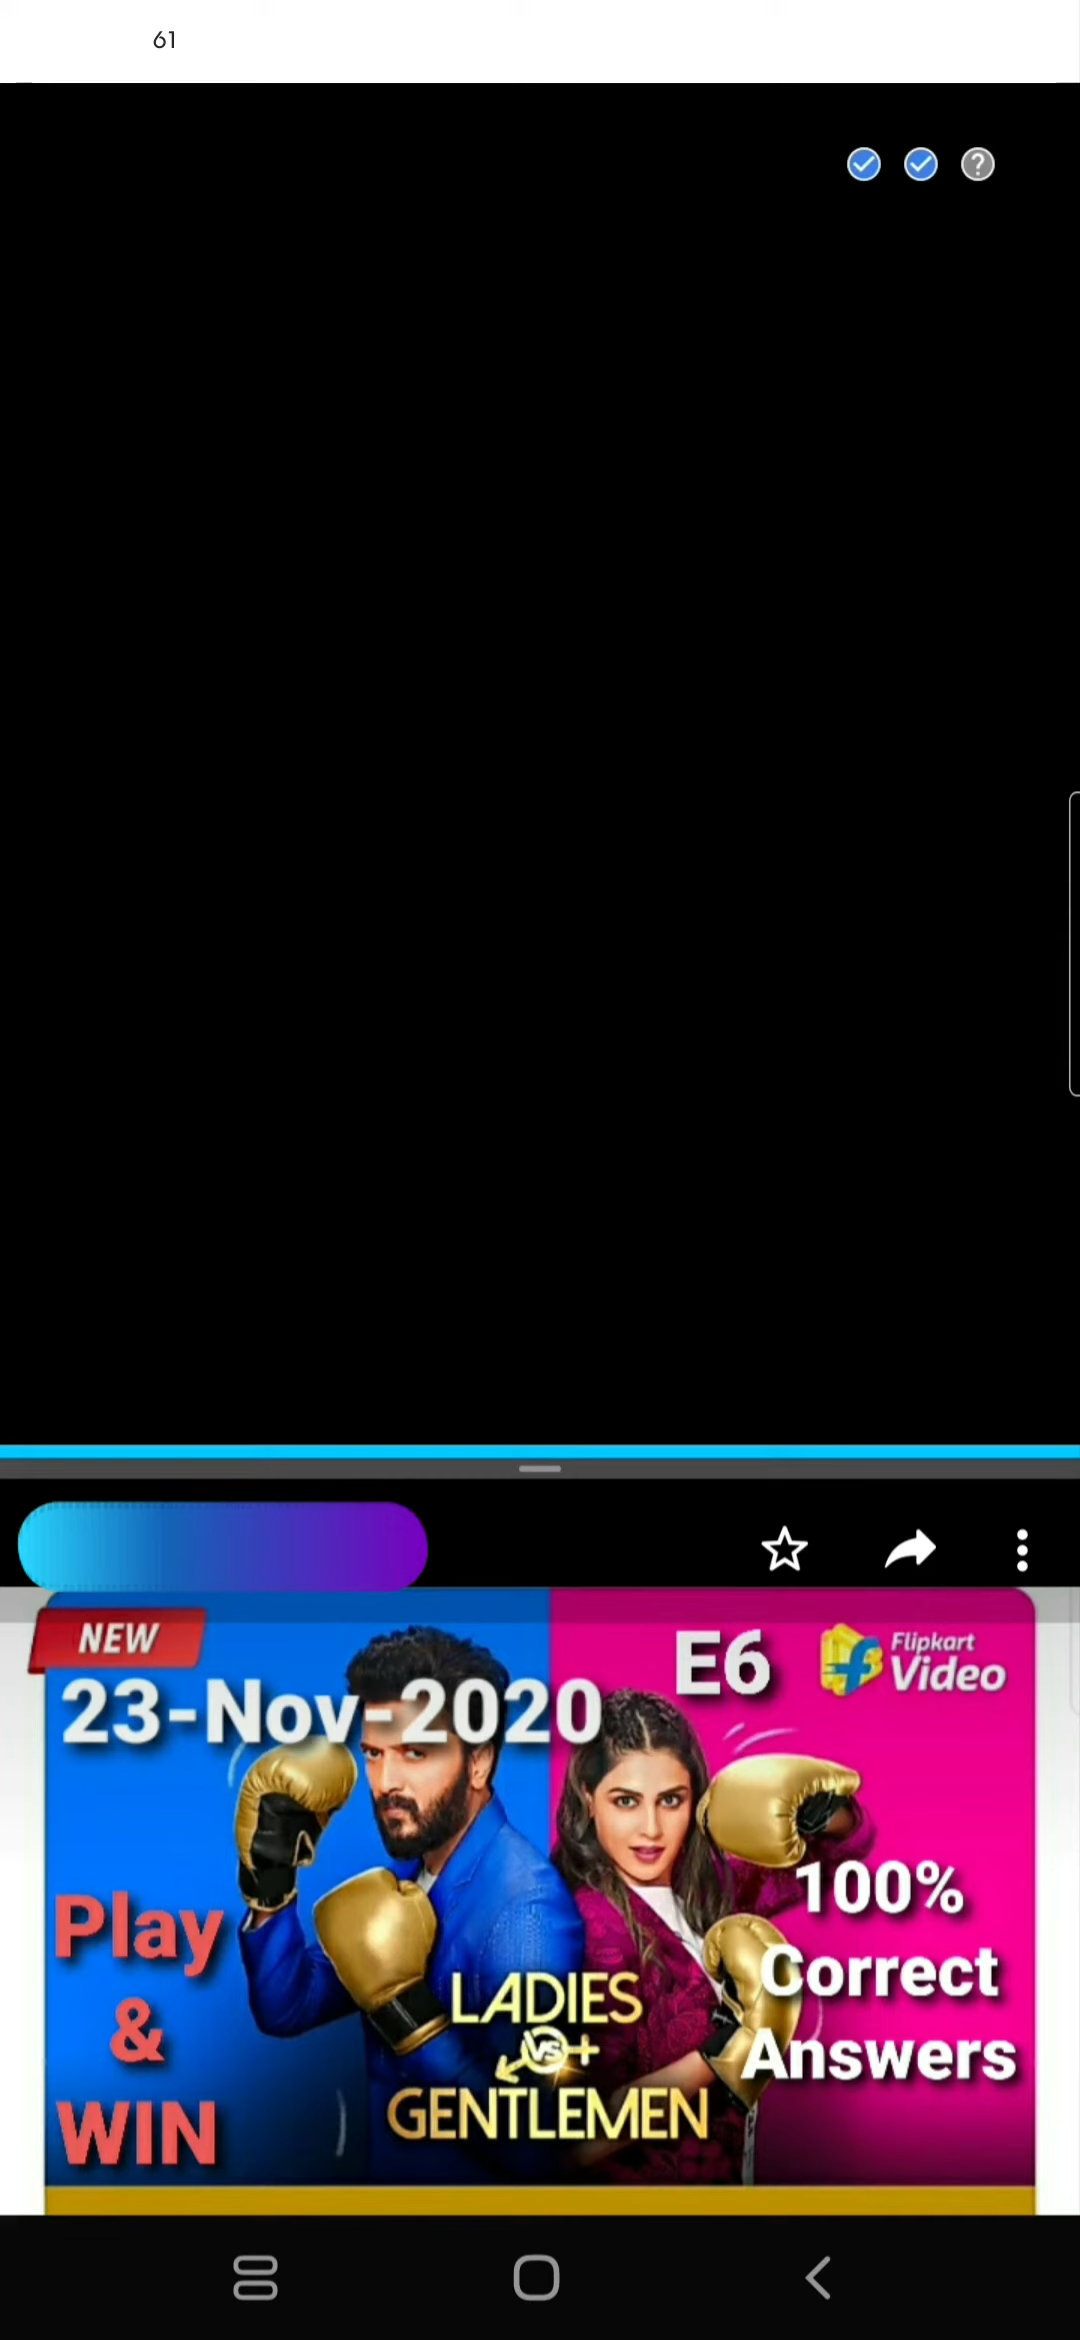 61
NEW
E6
Flipkart
Video
23-Nov-2020
Play
&
WIN
100%
Correct
Answers
LADIES
VS
GENTLEMEN